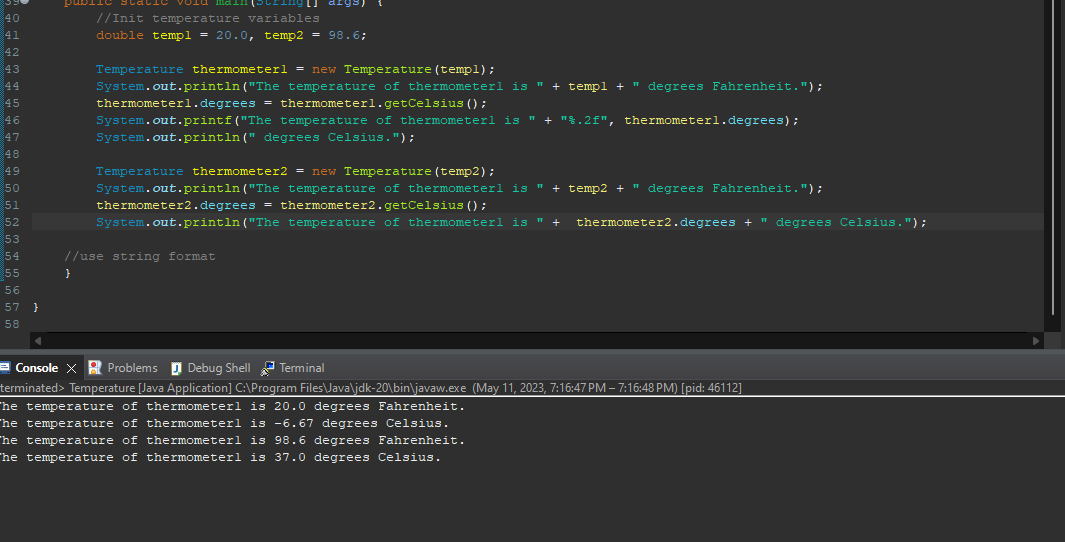 39 public static void main(String[] args) {
40 //Init temperature variables
41 double temp1 = 20.0, temp2 = 98.6;
42
43 Temperature thermometer1 = new Temperature(temp1);
44 System.out.println("The temperature of thermometer1 is " + temp1 + " degrees Fahrenheit.");
45 thermometer1.degrees = thermometer1.getCelsius();
46 System.out.printf("The temperature of thermometer1 is " + "%.2f", thermometer1.degrees);
47 System.out.println(" degrees Celsius.");
48
49 Temperature thermometer2 = new Temperature(temp2);
50 System.out.println("The temperature of thermometer1 is " + temp2 + " degrees Fahrenheit.");
51 thermometer2.degrees = thermometer2.getCelsius();
52 System.out.println("The temperature of thermometer1 is " +  thermometer2.degrees + " degrees Celsius.");
53
54 //use string format
55 }
56
57 }
58
Console Problems Debug Shell Terminal
terminated> Temperature [Java Application] C:\Program Files\Java\jdk-20\bin\javaw.exe (May 11, 2023, 7:16:47 PM – 7:16:48 PM) [pid: 46112]
The temperature of thermometer1 is 20.0 degrees Fahrenheit.
The temperature of thermometer1 is -6.67 degrees Celsius.
The temperature of thermometer1 is 98.6 degrees Fahrenheit.
The temperature of thermometer1 is 37.0 degrees Celsius.